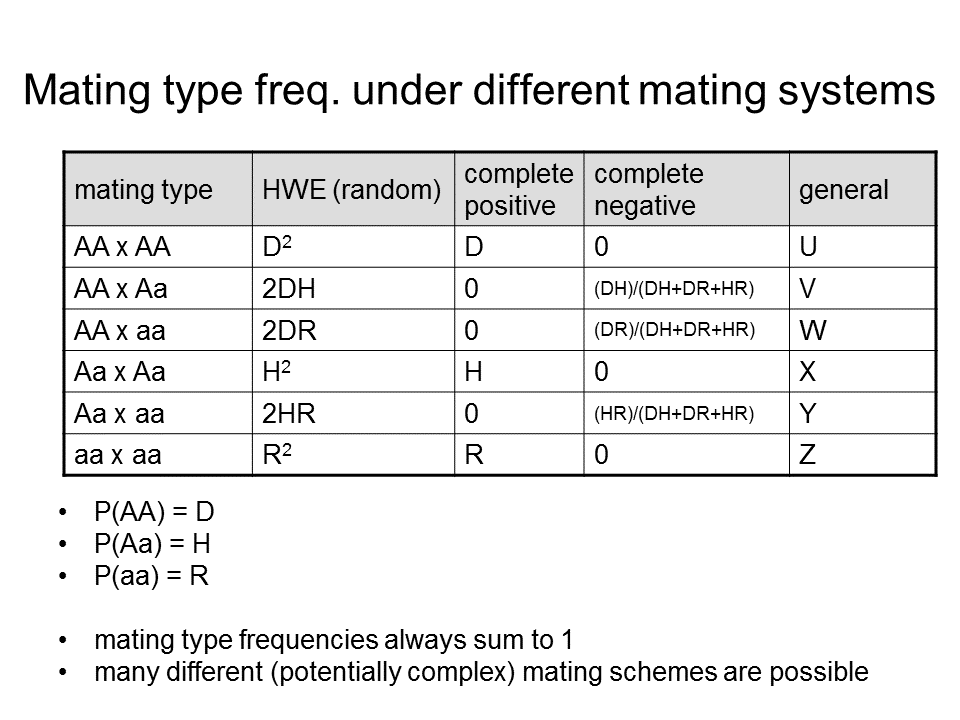 Mating type freq. under different mating systems
mating type HWE (random) complete positive complete negative general
AA x AA D² D 0 U
AA x Aa 2DH 0 (DH)/(DH+DR+HR) V
AA x aa 2DR 0 (DR)/(DH+DR+HR) W
Aa x Aa H² H 0 X
Aa x aa 2HR 0 (HR)/(DH+DR+HR) Y
aa x aa R² R 0 Z
• P(AA) = D
• P(Aa) = H
• P(aa) = R
• mating type frequencies always sum to 1
• many different (potentially complex) mating schemes are possible